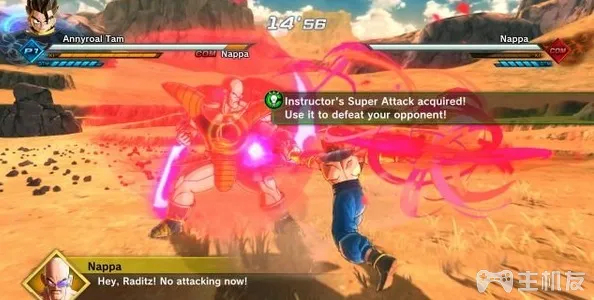 14'56
Annyroal Tam
P1
COM Nappa
Nappa
COM
Instructor's Super Attack acquired!
Use it to defeat your opponent!
Nappa
Hey, Raditz! No attacking now!
主机友